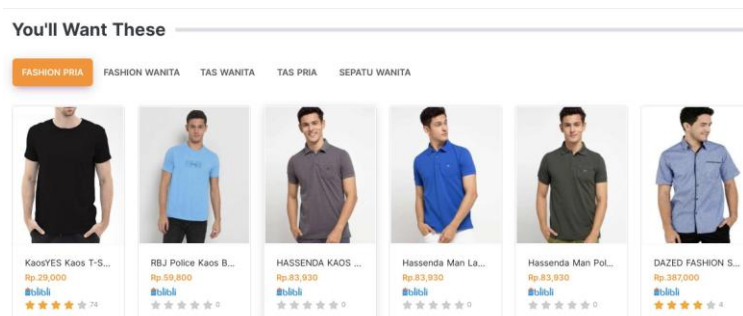 You'll Want These
FASHION PRIA FASHION WANITA TAS WANITA TAS PRIA SEPATU WANITA
KaosYES Kaos T-S...
Rp.29,000
blibli
74
RBJ Police Kaos B...
Rp.59,800
blibli
0
HASSENDA KAOS ...
Rp.83,930
blibli
0
Hassenda Man La...
Rp.83,930
blibli
0
Hassenda Man Pol...
Rp.83,930
blibli
0
DAZED FASHION S...
Rp.387,000
blibli
4